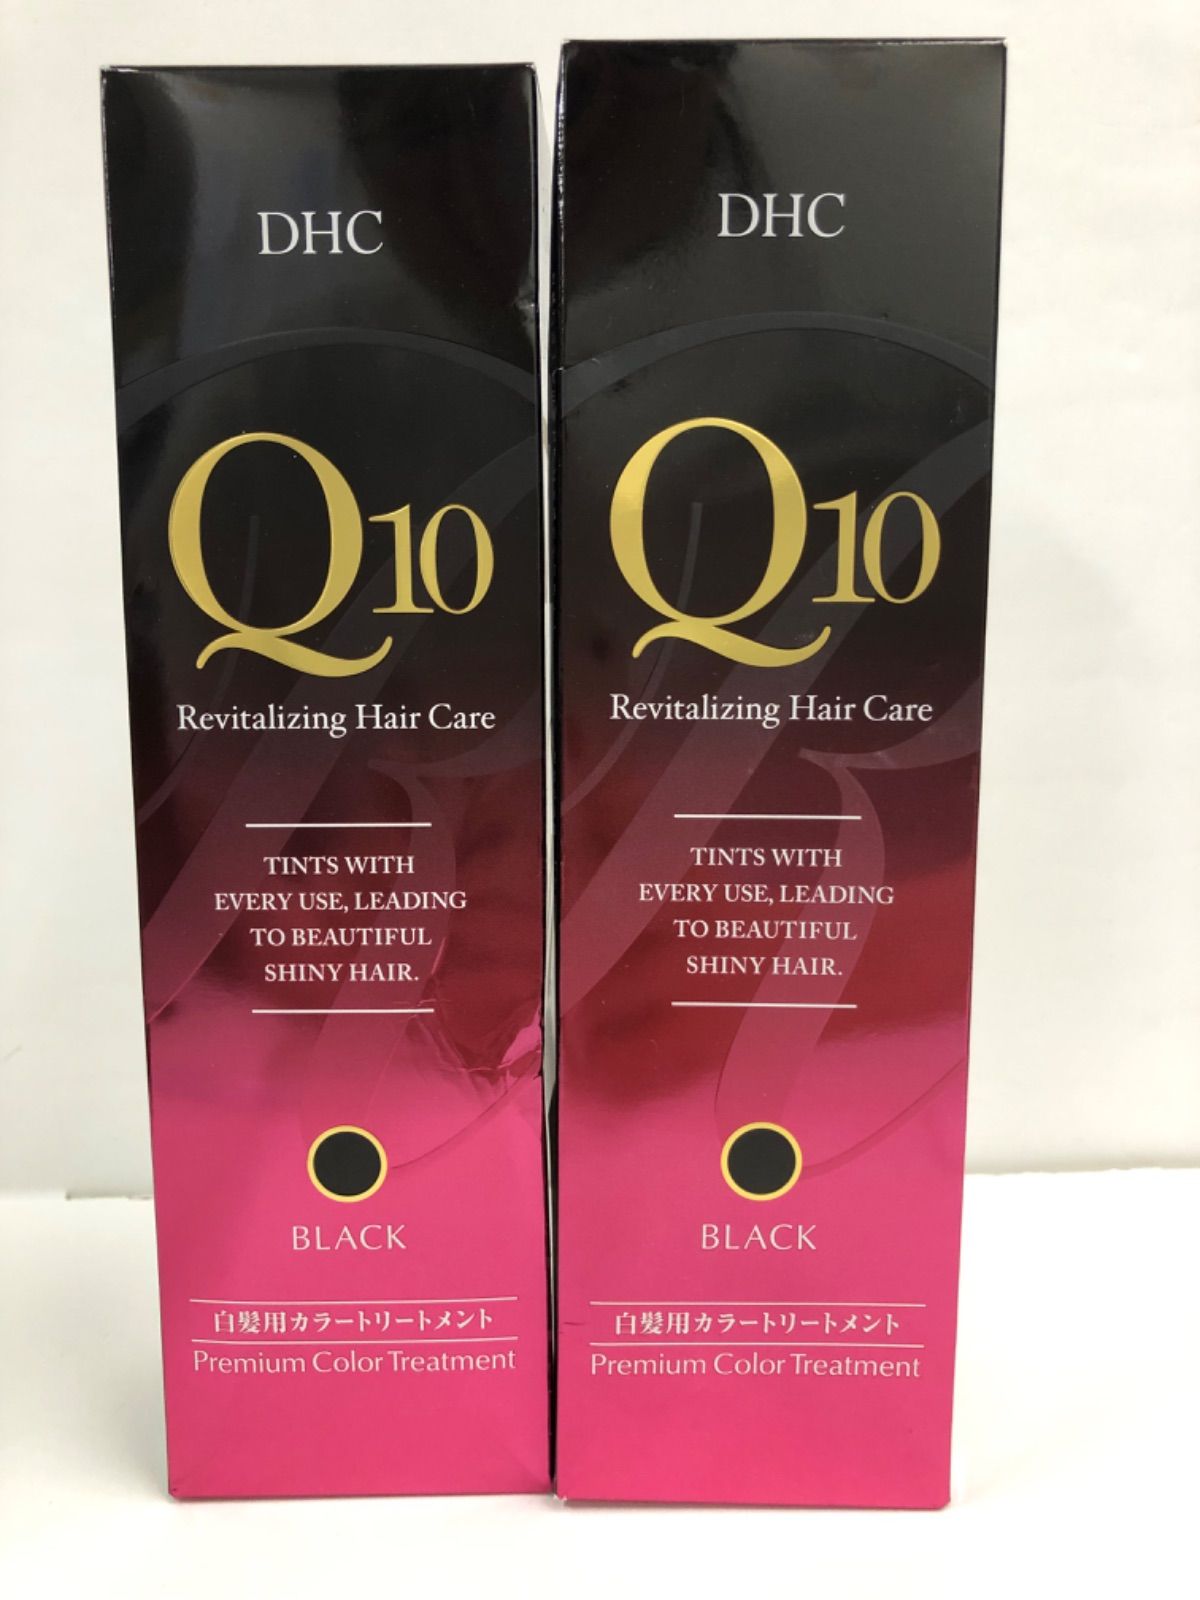 DHC
Q10
Revitalizing Hair Care
TINTS WITH
EVERY USE, LEADING
TO BEAUTIFUL
SHINY HAIR.
BLACK
白髪用カラートリートメント
Premium Color Treatment
DHC
Q10
Revitalizing Hair Care
TINTS WITH
EVERY USE, LEADING
TO BEAUTIFUL
SHINY HAIR.
BLACK
白髪用カラートリートメント
Premium Color Treatment